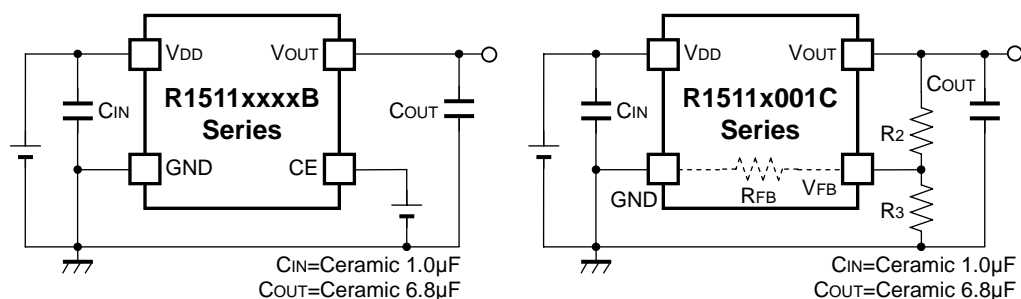 VDD VOUT
R1511xxxxB
Series
CIN
COUT
GND CE
CIN=Ceramic 1.0µF
COUT=Ceramic 6.8µF
VDD VOUT
R1511x001C
Series
CIN
COUT
R2
GND RFB VFB
R3
CIN=Ceramic 1.0µF
COUT=Ceramic 6.8µF